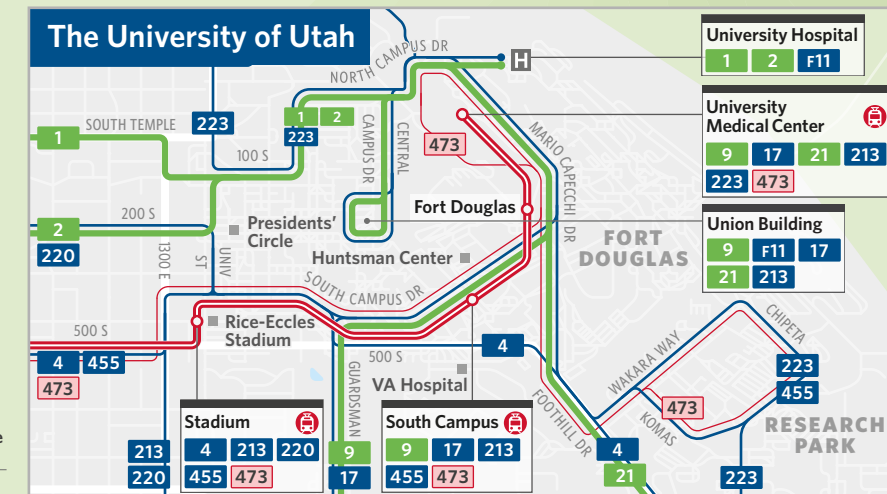 The University of Utah
NORTH CAMPUS DR
H
University Hospital
1 2 F11
University
Medical Center
9 17 21 213
223 473
Union Building
9 F11 17
21 213
1
SOUTH TEMPLE
223
1 2
223
100 S
CAMPUS DR
CENTRAL
473
MARIO CAPECCHI DR
2
220
200 S
Presidents'
Circle
Fort Douglas
Huntsman Center
FORT
DOUGLAS
1300 E
UNIV
ST
SOUTH CAMPUS DR
500 S
Rice-Eccles
Stadium
4 455
473
500 S
4
VA Hospital
GUARDSMAN
FOOTHILL DR
WAKARA WAY
CHIPETA
KOMAS
473
223
455
RESEARCH
PARK
213
220
Stadium
4 213 220
455 473
9
17
South Campus
9 17 213
455 473
4
21
223
e